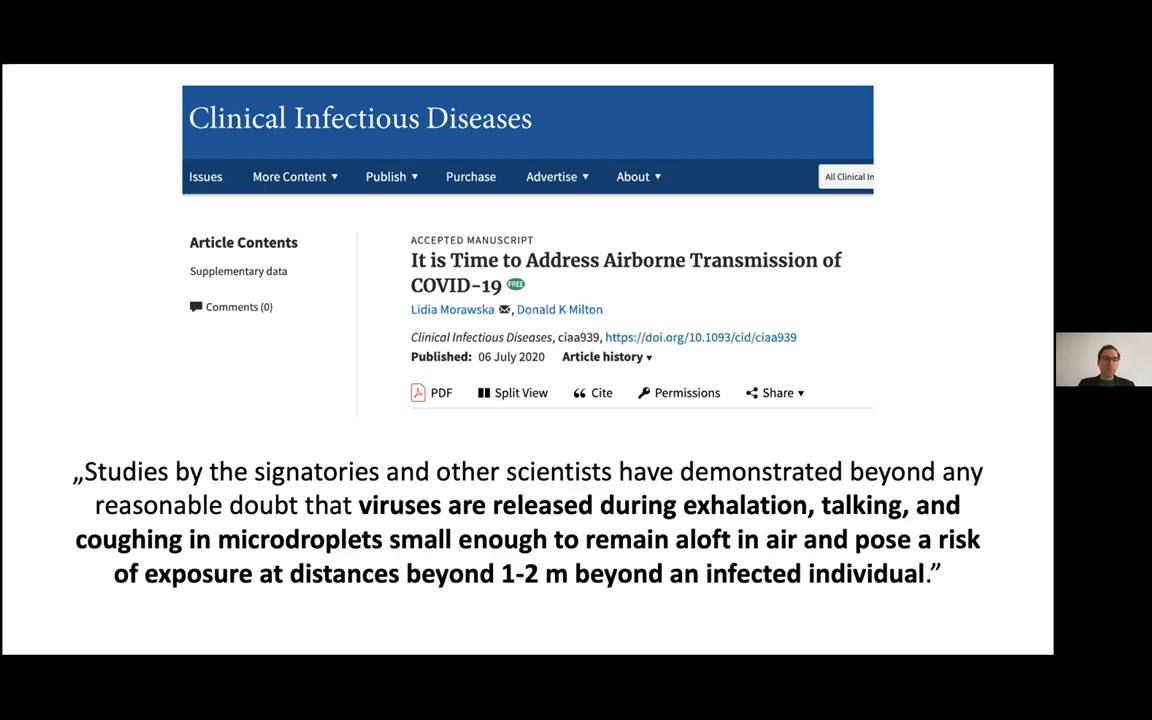 Clinical Infectious Diseases
Issues More Content ▼ Publish ▼ Purchase Advertise ▼ About ▼ All Clinical In
Article Contents
Supplementary data
Comments (0)
ACCEPTED MANUSCRIPT
It is Time to Address Airborne Transmission of
COVID-19 FREE
Lidia Morawska, Donald K Milton
Clinical Infectious Diseases, ciaa939, https://doi.org/10.1093/cid/ciaa939
Published: 06 July 2020 Article history ▼
PDF Split View Cite Permissions Share ▼
„Studies by the signatories and other scientists have demonstrated beyond any
reasonable doubt that viruses are released during exhalation, talking, and
coughing in microdroplets small enough to remain aloft in air and pose a risk
of exposure at distances beyond 1-2 m beyond an infected individual.”